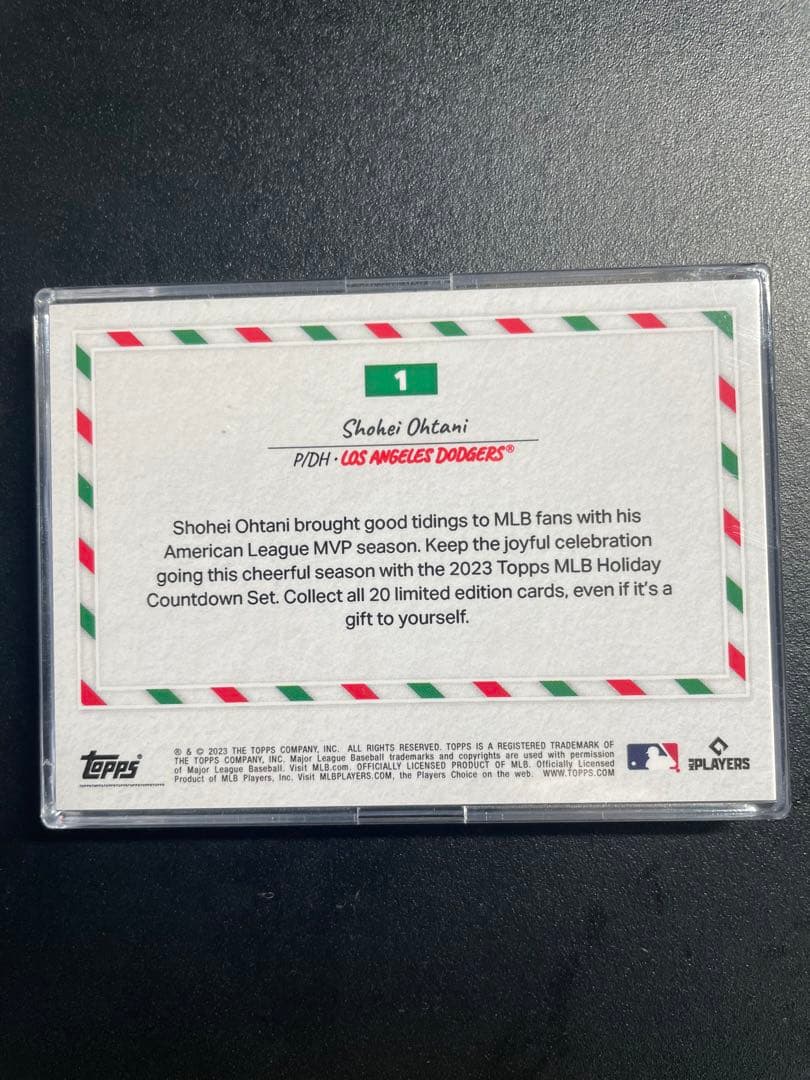 1
Shohei Ohtani
P/DH · LOS ANGELES DODGERS®
Shohei Ohtani brought good tidings to MLB fans with his
American League MVP season. Keep the joyful celebration
going this cheerful season with the 2023 Topps MLB Holiday
Countdown Set. Collect all 20 limited edition cards, even if it's a
gift to yourself.
Topps®
® & © 2023 THE TOPPS COMPANY, INC. ALL RIGHTS RESERVED. TOPPS IS A REGISTERED TRADEMARK OF
THE TOPPS COMPANY, INC. Major League Baseball trademarks and copyrights are used with permission
of Major League Baseball. Visit MLB.com. OFFICIALLY LICENSED PRODUCT OF MLB. Officially Licensed
Product of MLB Players, Inc. Visit MLBPLAYERS.COM, the Players Choice on the web. WWW.TOPPS.COM
MLB PLAYERS